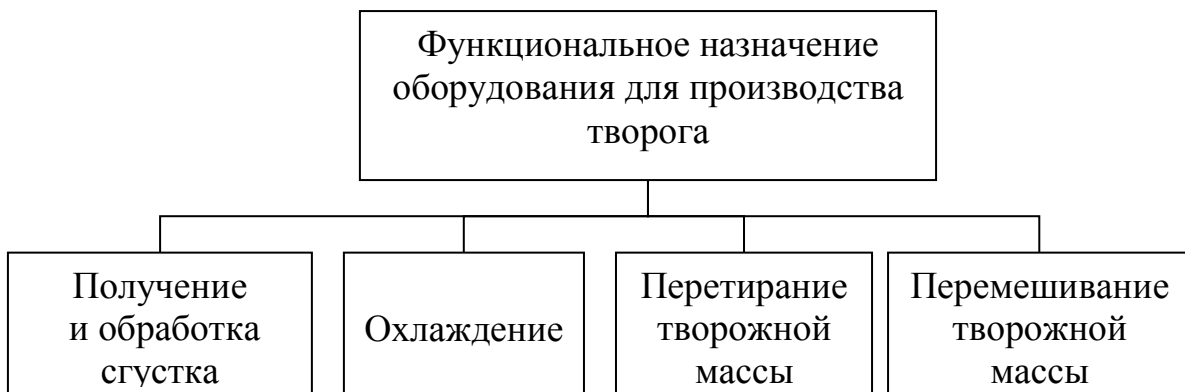 Функциональное назначение
оборудования для производства
творога
Получение
и обработка
сгустка
Охлаждение
Перетирание
творожной
массы
Перемешивание
творожной
массы